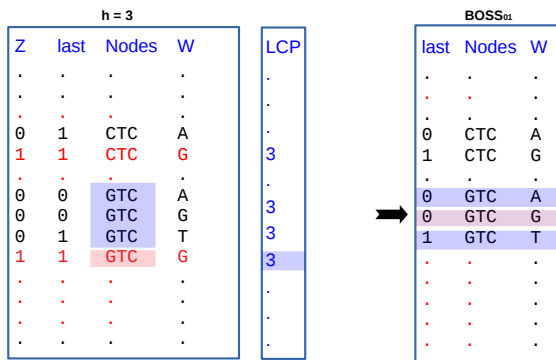 h = 3
Z last Nodes W
. . . .
. . . .
. . . .
0 1 CTC A
1 1 CTC G
. . . .
0 0 GTC A
0 0 GTC G
0 1 GTC T
1 1 GTC G
. . . .
. . . .
. . . .
. . . .
LCP
.
.
.
3
.
3
3
3
.
.
.
.
BOSS₀₁
last Nodes W
. . .
. . .
. . .
0 CTC A
1 CTC G
. . .
0 GTC A
0 GTC G
1 GTC T
. . .
. . .
. . .
. . .
. . .